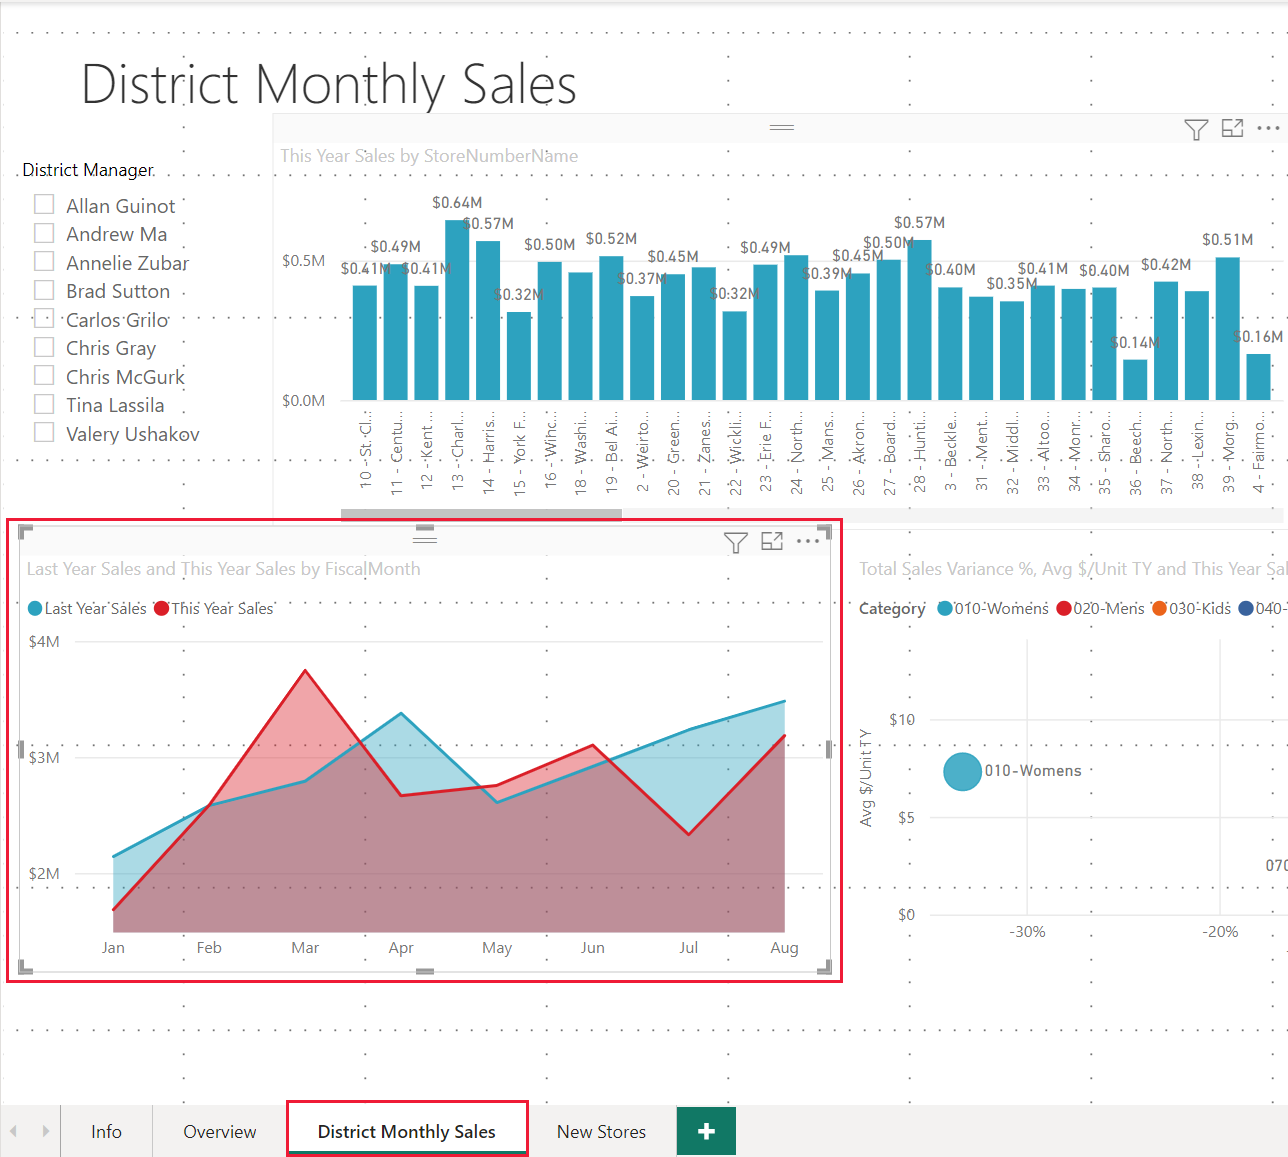 District Monthly Sales
District Manager
Allan Guinot
Andrew Ma
Annelie Zubar
Brad Sutton
Carlos Grilo
Chris Gray
Chris McGurk
Tina Lassila
Valery Ushakov
This Year Sales by StoreNumberName
$0.5M
$0.0M
$0.41M
$0.49M
$0.41M
$0.64M
$0.57M
$0.32M
$0.50M
$0.52M
$0.37M
$0.45M
$0.32M
$0.49M
$0.39M
$0.45M
$0.50M
$0.57M
$0.40M
$0.35M
$0.41M
$0.40M
$0.14M
$0.42M
$0.51M
$0.16M
10 - St. Cl...
11 - Centu...
12 - Kent ...
13 - Charl...
14 - Harris...
15 - York F...
16 - Winc...
18 - Washi...
19 - Bel Ai...
2 - Weirto...
20 - Green...
21 - Zanes...
22 - Wickli...
23 - Erie F...
24 - North...
25 - Mans...
26 - Akron...
27 - Board...
28 - Hunti...
3 - Beckle...
31 - Ment...
32 - Middl...
33 - Altoo...
34 - Monr...
35 - Sharo...
36 - Beech...
37 - North...
38 - Lexin...
39 - Morg...
4 - Fairmo...
Last Year Sales and This Year Sales by FiscalMonth
Last Year Sales This Year Sales
$4M
$3M
$2M
Jan Feb Mar Apr May Jun Jul Aug
Total Sales Variance %, Avg $/Unit TY and This Year Sal
Category 010-Womens 020-Mens 030-Kids 040-
Avg $/Unit TY
$10
$5
$0
010-Womens
070
-30% -20%
Info Overview District Monthly Sales New Stores +